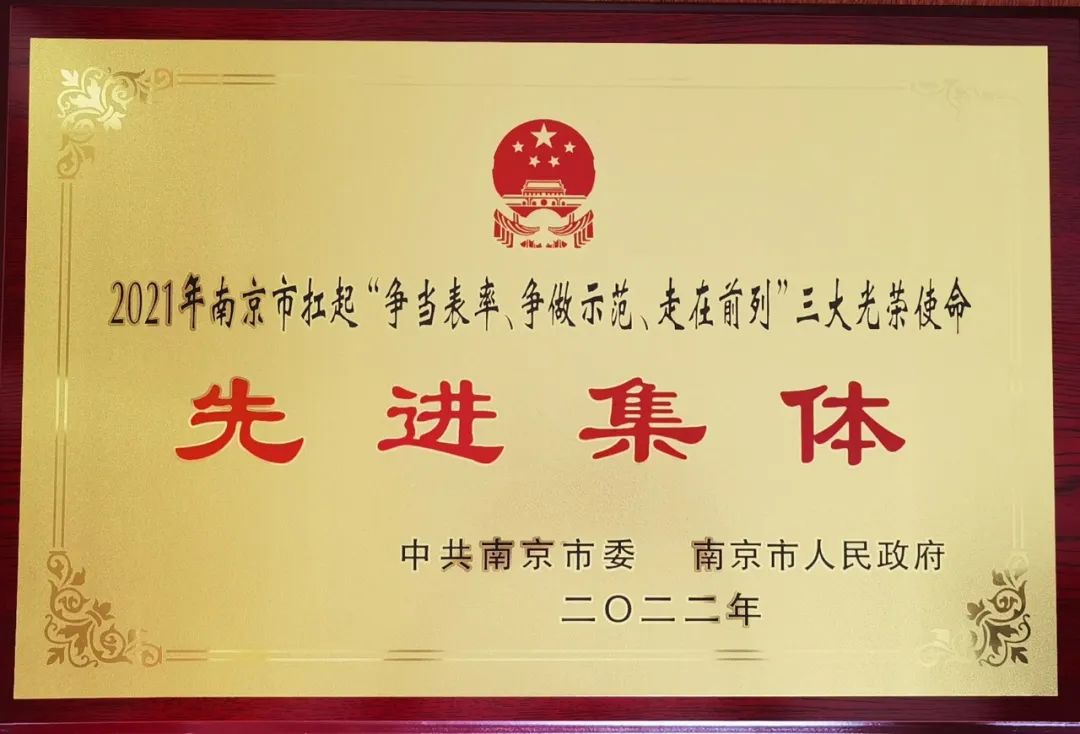 2021年南京市扛起“争当表率、争做示范、走在前列”三大光荣使命
先进集体
中共南京市委 南京市人民政府
二〇二二年